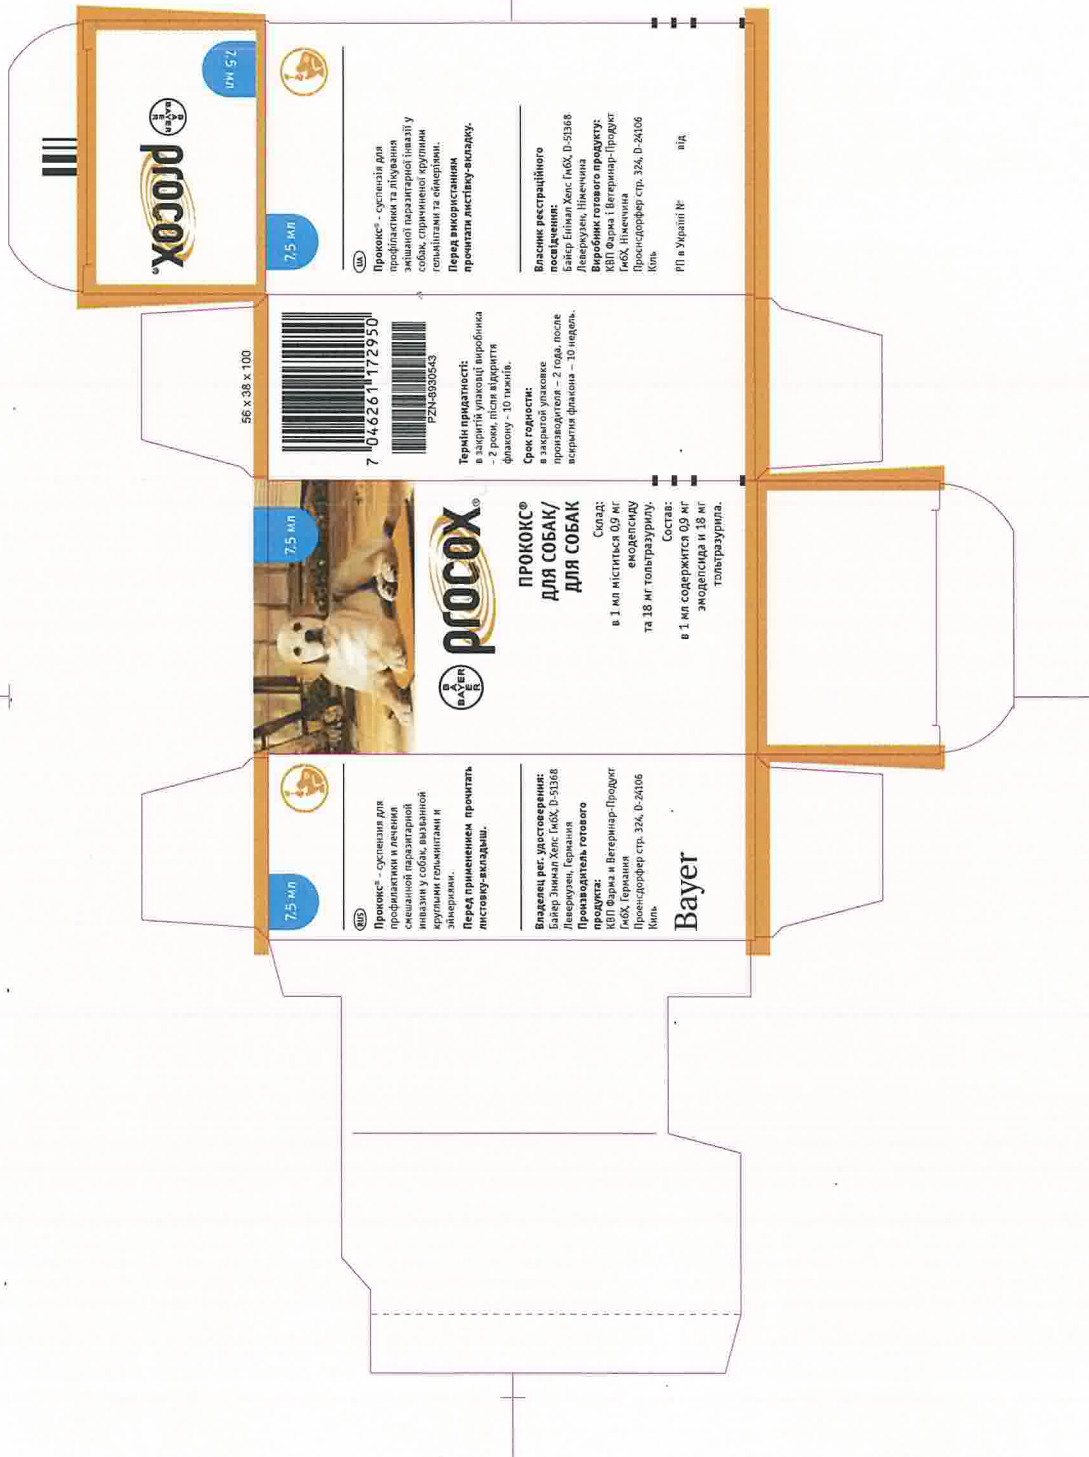 7,5 мл
BAYER
BAYER
procox®
7,5 мл
UA
Прококс® - суспензія для
профілактики та лікування
змішаної паразитарної інвазії у
собак, спричиненої круглими
гельмінтами та еймеріями.
Перед використанням
прочитати листівку-вкладку.
Власник реєстраційного
посвідчення:
Байєр Енімал Хелс ГмбХ, D-51368
Леверкузен, Німеччина
Виробник готового продукту:
КВП Фарма і Ветеринар-Продукт
ГмбХ, Німеччина
Проєнсдорфер стр. 324, D-24106
Кіль
РП в Україні № від
56 x 38 x 100
7 046261 172950
PZN-8930543
Термін придатності:
в закритій упаковці виробника
- 2 роки, після відкриття
флакону - 10 тижнів.
Срок годности:
в закрытой упаковке
производителя – 2 года, после
вскрытия флакона – 10 недель.
7,5 мл
BAYER
BAYER
procox®
ПРОКОКС®
ДЛЯ СОБАК/
ДЛЯ СОБАК
Склад:
в 1 мл міститься 0,9 мг
емодепсиду
та 18 мг тольтразурилу.
Состав:
в 1 мл содержится 0,9 мг
эмодепсида и 18 мг
тольтразурила.
7,5 мл
RUS
Прококс® - суспензия для
профилактики и лечения
смешанной паразитарной
инвазии у собак, вызванной
круглыми гельминтами и
эймериями.
Перед применением прочитать
листовку-вкладыш.
Владелец рег. удостоверения:
Байер Энимал Хелс ГмбХ, D-51368
Леверкузен, Германия
Производитель готового
продукта:
КВП Фарма и Ветеринар-Продукт
ГмбХ, Германия
Проенсдорфер стр. 324, D-24106
Киль
Bayer